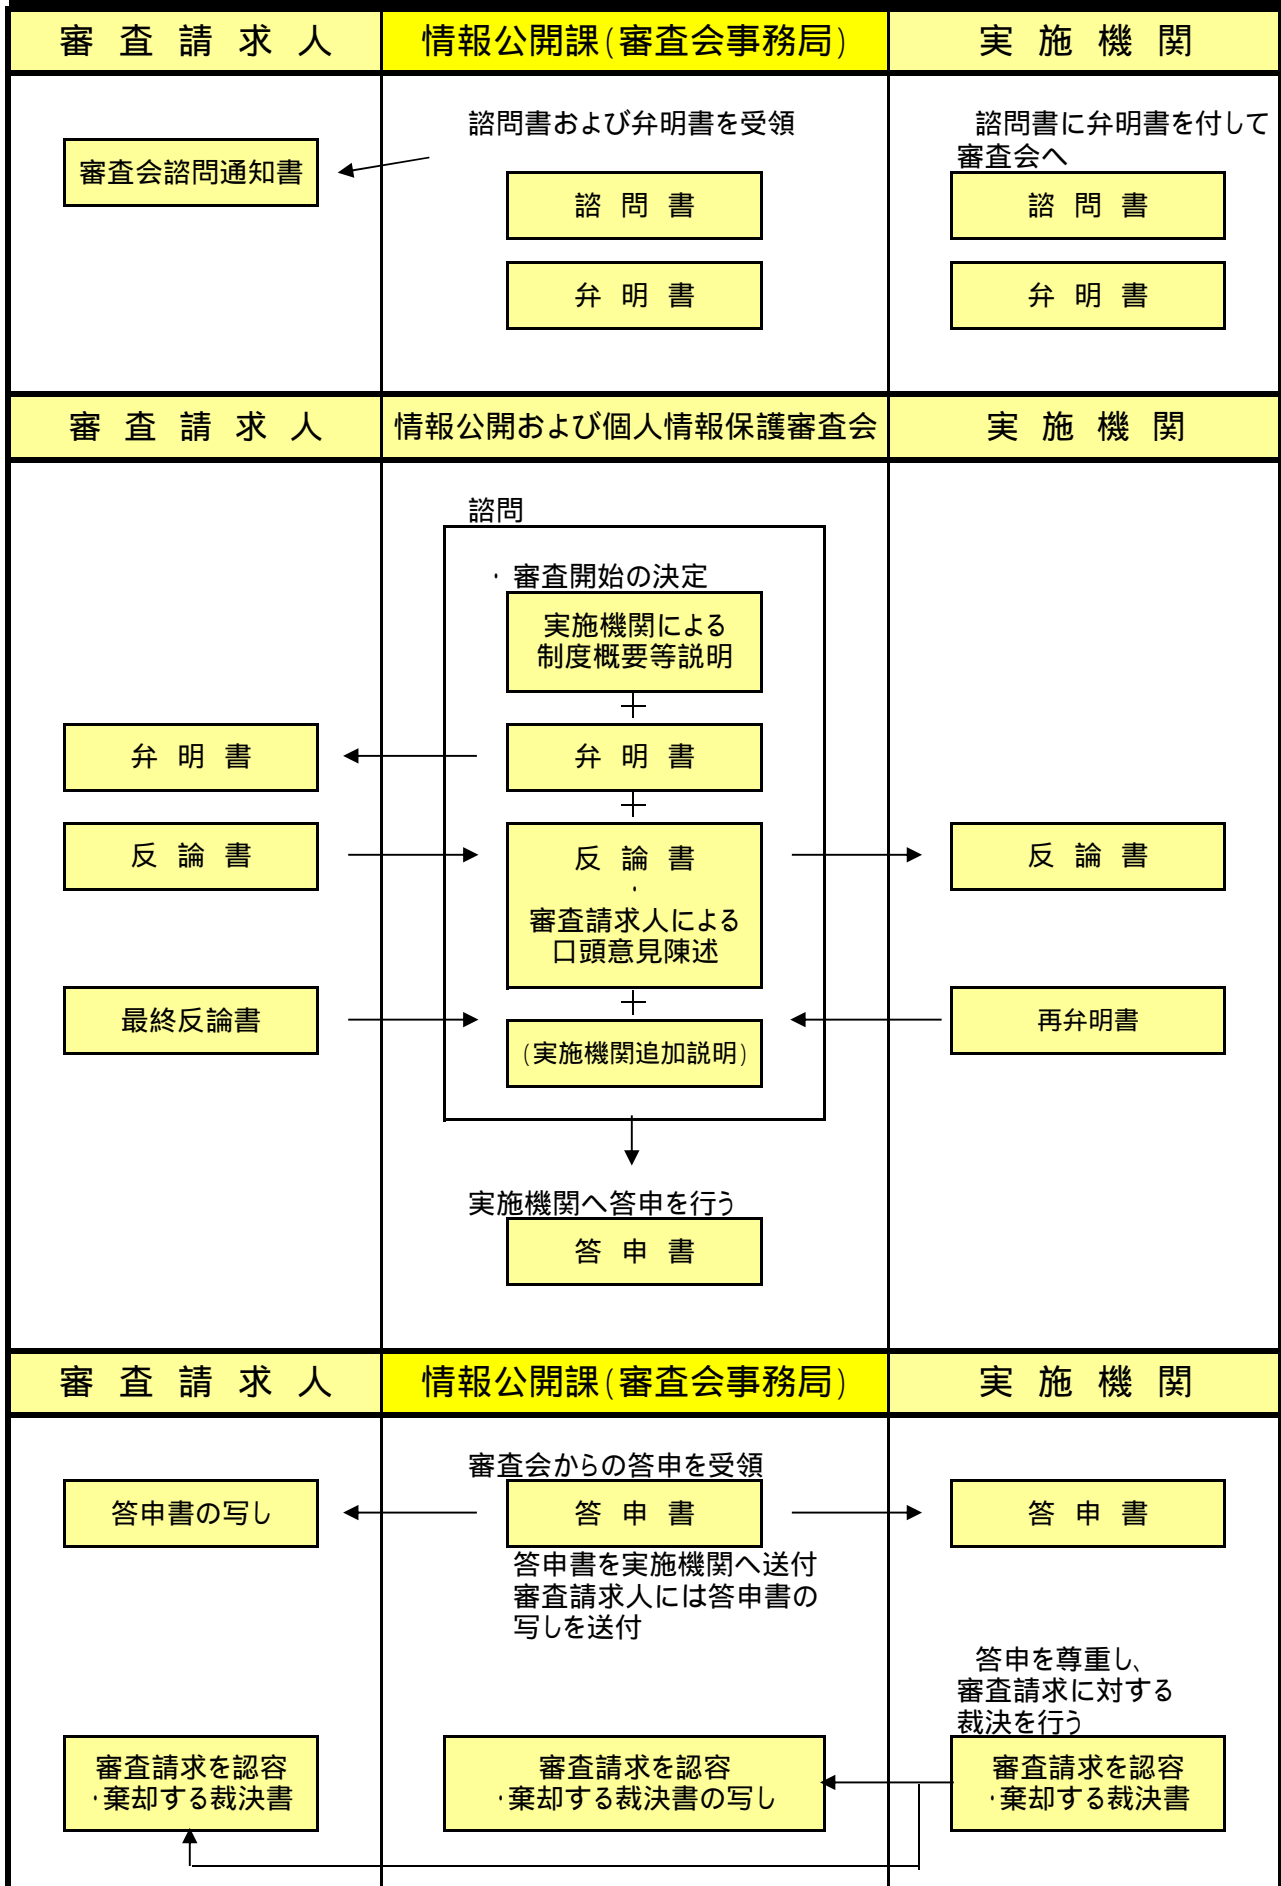 審査請求人
情報公開課(審査会事務局)
実施機関
諮問書および弁明書を受領
諮問書に弁明書を付して
審査会へ
審査会諮問通知書
諮問書
諮問書
弁明書
弁明書
審査請求人
情報公開および個人情報保護審査会
実施機関
諮問
・審査開始の決定
実施機関による
制度概要等説明
弁明書
弁明書
反論書
反論書
・
審査請求人による
口頭意見陳述
反論書
最終反論書
(実施機関追加説明)
再弁明書
実施機関へ答申を行う
答申書
審査請求人
情報公開課(審査会事務局)
実施機関
審査会からの答申を受領
答申書の写し
答申書
答申書
答申書を実施機関へ送付
審査請求人には答申書の
写しを送付
答申を尊重し、
審査請求に対する
裁決を行う
審査請求を認容
・棄却する裁決書
審査請求を認容
・棄却する裁決書の写し
審査請求を認容
・棄却する裁決書